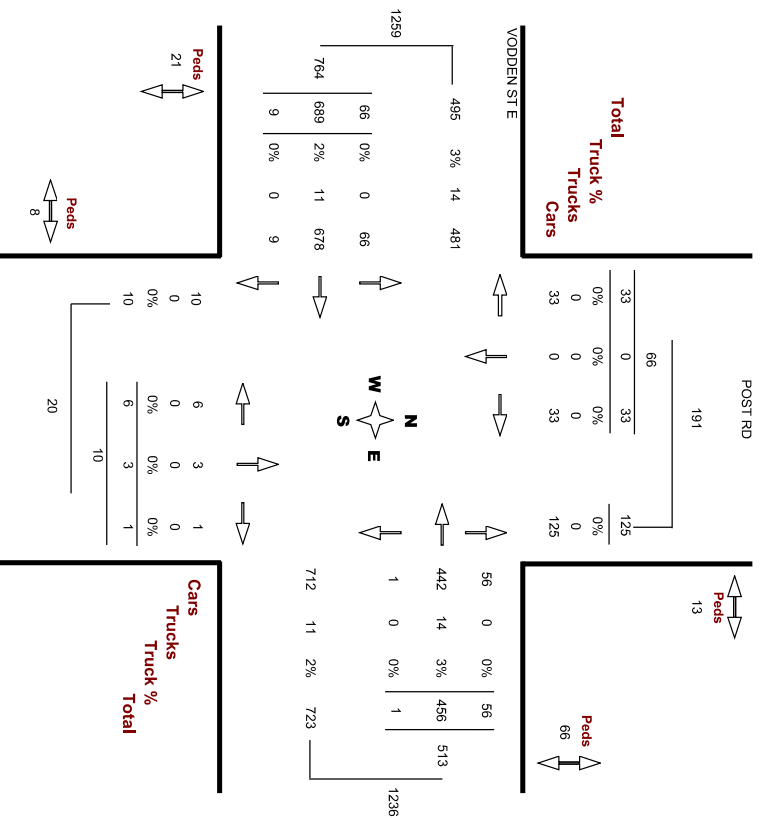 POST RD
Peds
191
13
66
Total 33 0 33 125
Truck % 0% 0% 0% 0%
Trucks 0 0 0 0
Peds
66
Cars 33 0 33 125
VODDEN ST E
56 0 0% 56
495 3% 14 481
442 14 3% 456 513
N
1259
1 0 0% 1
1236
W E
S
66 0% 0 66
764 689 2% 11 678
712 11 2% 723
9 0% 0 9
Peds
21
10 6 3 1 Cars
0 0 0 0 Trucks
0% 0% 0% 0% Truck %
10 6 3 1 Total
10
Peds
8
20